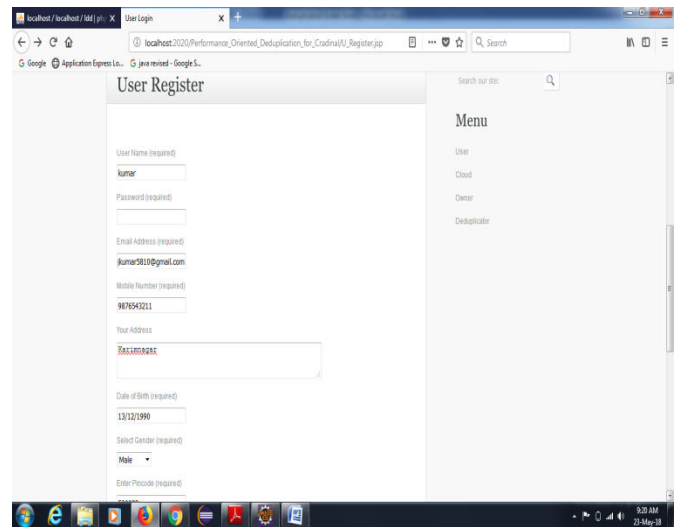 localhost / localhost / ldd | ph
User Login
localhost:2020/Performance_Oriented_Deduplication_for_Cradinal/U_Register.jsp
Search
Google
Application Express Lo...
java revised - Google S...
User Register
User Name (required)
kumar
Password (required)
Email Address (required)
jkumar5810@gmail.com
Mobile Number (required)
9876543211
Your Address
Karimnagar
Date of Birth (required)
13/12/1990
Select Gender (required)
Male
Enter Pincode (required)
Search our site:
Menu
User
Cloud
Owner
Deduplicator
9:20 AM
23-May-18